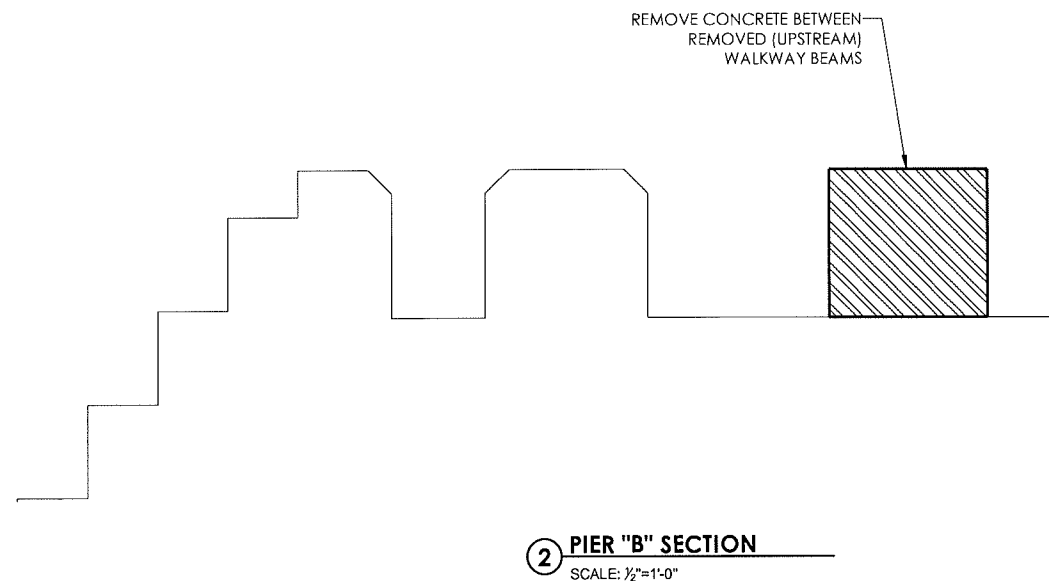 REMOVE CONCRETE BETWEEN
REMOVED (UPSTREAM)
WALKWAY BEAMS
2 PIER "B" SECTION
SCALE: ½"=1'-0"